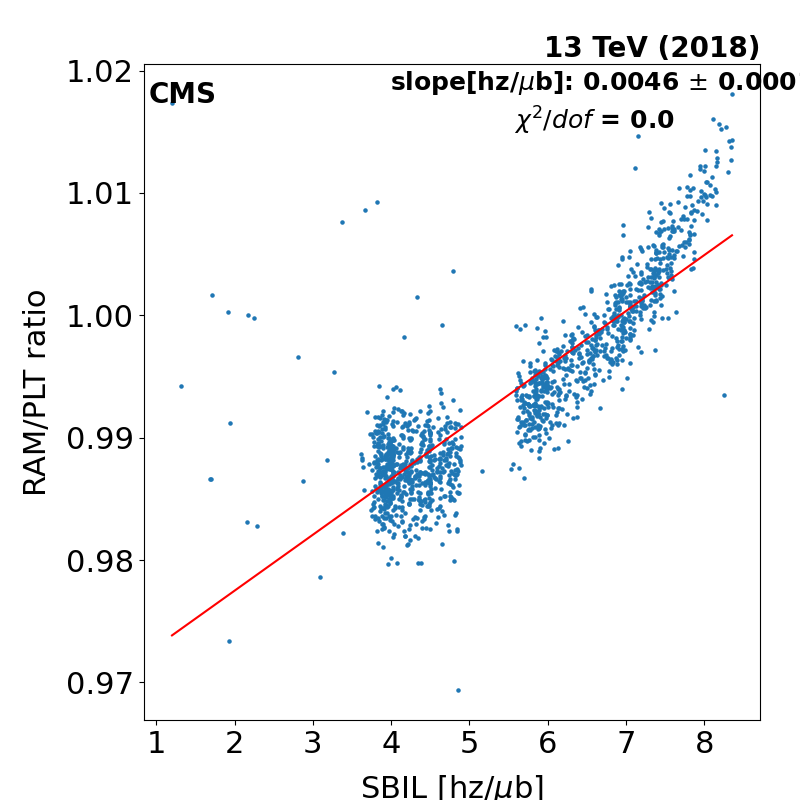 13 TeV (2018)
CMS
slope[hz/μb]: 0.0046 ± 0.000
χ²/dof = 0.0
RAM/PLT ratio
1.02
1.01
1.00
0.99
0.98
0.97
1 2 3 4 5 6 7 8
SBIL [hz/μb]